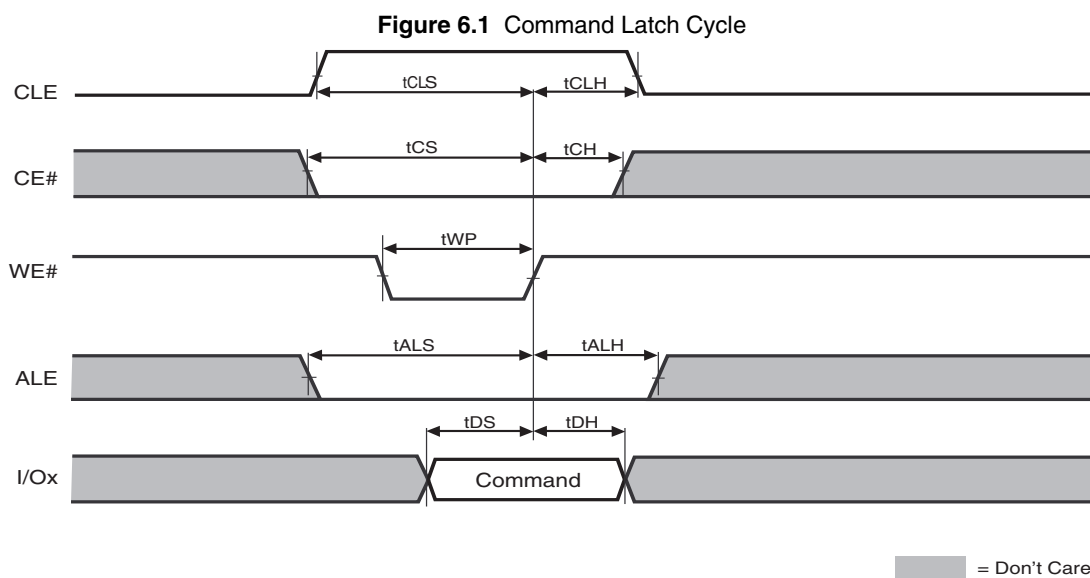 Figure 6.1 Command Latch Cycle
CLE
tCLS
tCLH
CE#
tCS
tCH
WE#
tWP
ALE
tALS
tALH
I/Ox
tDS
tDH
Command
= Don't Care